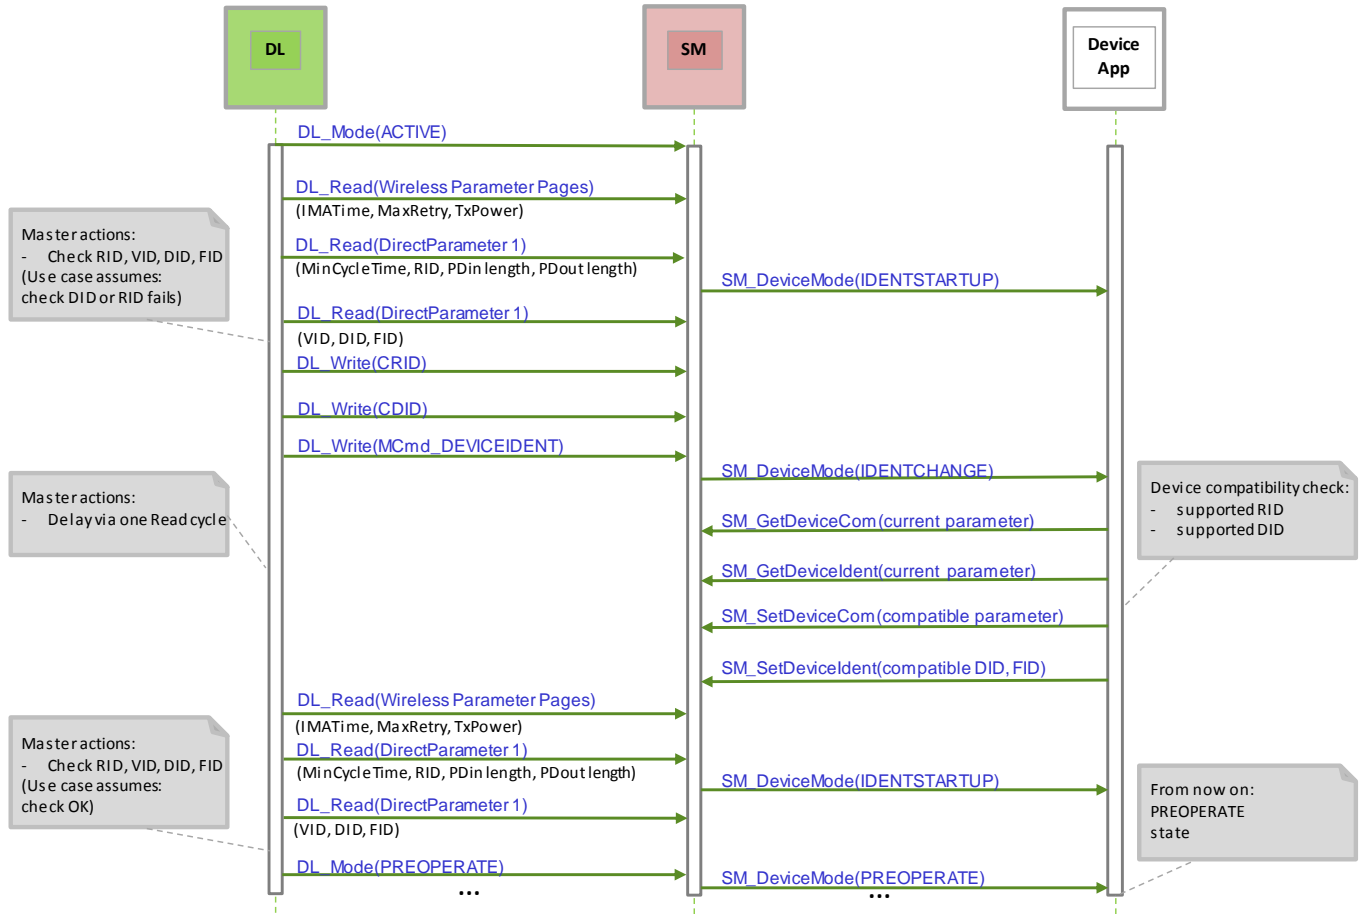 DL
SM
Device
App
DL_Mode(ACTIVE)
DL_Read(Wireless Parameter Pages)
(IMATime, MaxRetry, TxPower)
Master actions:
- Check RID, VID, DID, FID
(Use case assumes:
check DID or RID fails)
DL_Read(DirectParameter 1)
(MinCycleTime, RID, PDin length, PDout length)
SM_DeviceMode(IDENTSTARTUP)
DL_Read(DirectParameter 1)
(VID, DID, FID)
DL_Write(CRID)
DL_Write(CDID)
DL_Write(MCmd_DEVICEIDENT)
SM_DeviceMode(IDENTCHANGE)
Master actions:
- Delay via one Read cycle
Device compatibility check:
- supported RID
- supported DID
SM_GetDeviceCom(current parameter)
SM_GetDeviceIdent(current parameter)
SM_SetDeviceCom(compatible parameter)
SM_SetDeviceIdent(compatible DID, FID)
DL_Read(Wireless Parameter Pages)
(IMATime, MaxRetry, TxPower)
Master actions:
- Check RID, VID, DID, FID
(Use case assumes:
check OK)
DL_Read(DirectParameter 1)
(MinCycleTime, RID, PDin length, PDout length)
SM_DeviceMode(IDENTSTARTUP)
From now on:
PREOPERATE
state
DL_Read(DirectParameter 1)
(VID, DID, FID)
DL_Mode(PREOPERATE)
...
SM_DeviceMode(PREOPERATE)
...